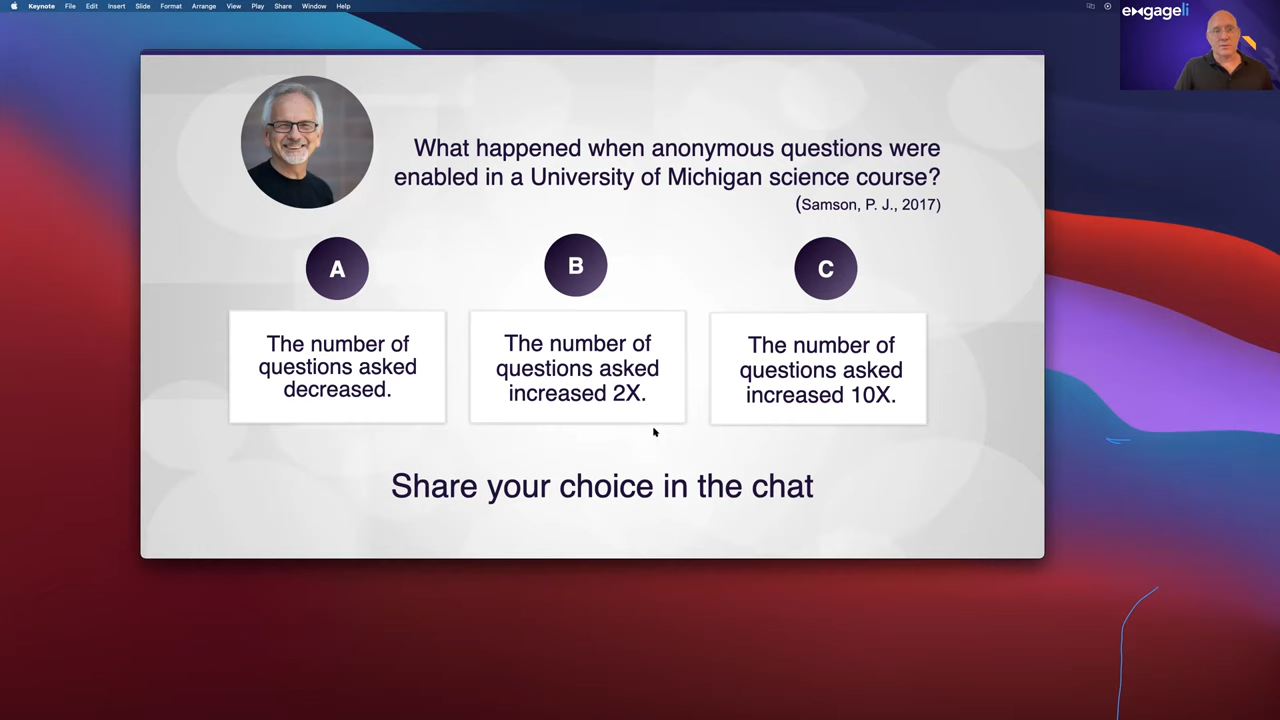 Keynote File Edit Insert Slide Format Arrange View Play Share Window Help
engageli
What happened when anonymous questions were
enabled in a University of Michigan science course?
(Samson, P. J., 2017)
A
The number of
questions asked
decreased.
B
The number of
questions asked
increased 2X.
C
The number of
questions asked
increased 10X.
Share your choice in the chat